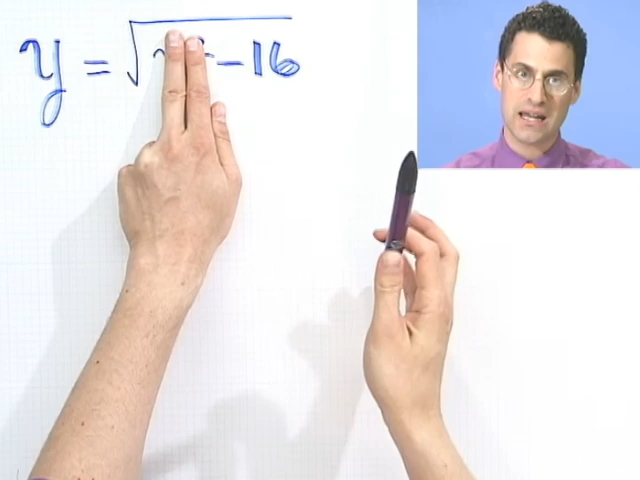 y = √ - 16